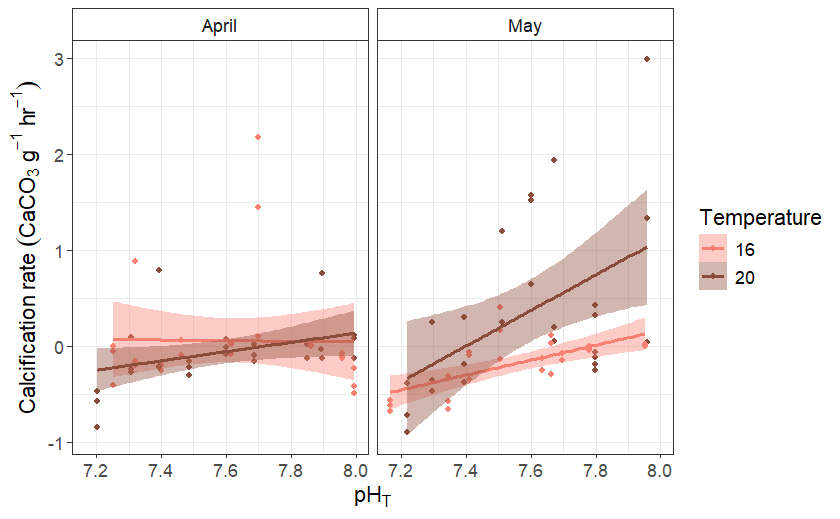 April
May
Calcification rate (CaCO₃ g⁻¹ hr⁻¹)
3
2
1
0
-1
7.2 7.4 7.6 7.8 8.0
7.2 7.4 7.6 7.8 8.0
pH_T
Temperature
16
20